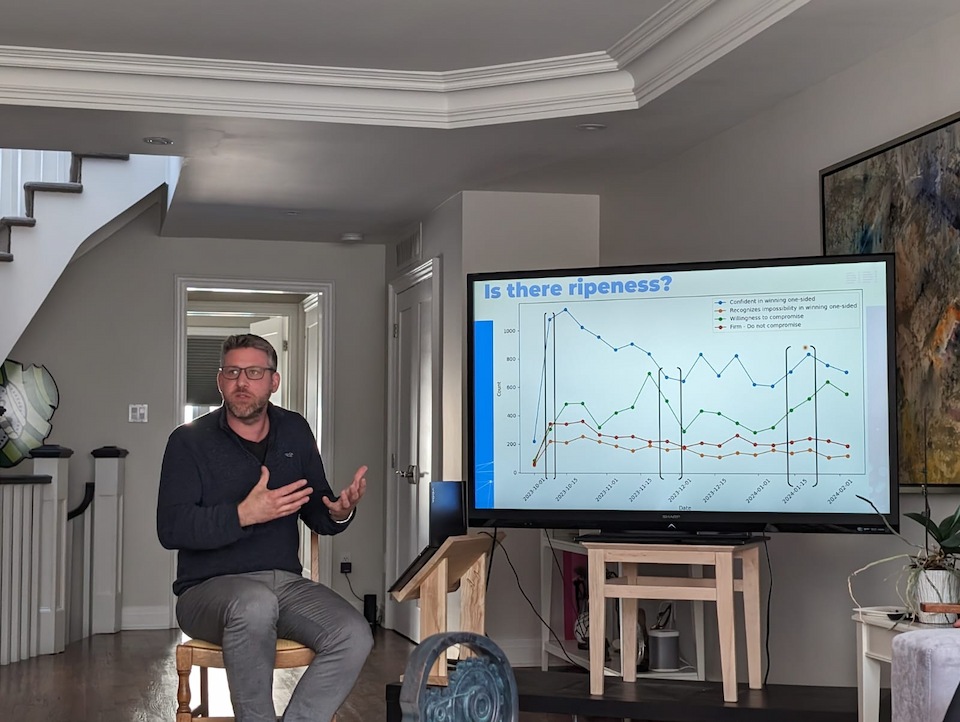 Is there ripeness?
Confident in winning one-sided
Recognizes impossibility in winning one-sided
Willingness to compromise
Firm - Do not compromise
Count
1000
800
600
400
200
0
2023-10-01
2023-10-15
2023-11-01
2023-11-15
2023-12-01
2023-12-15
2024-01-01
2024-01-15
2024-02-01
Date
SHARP